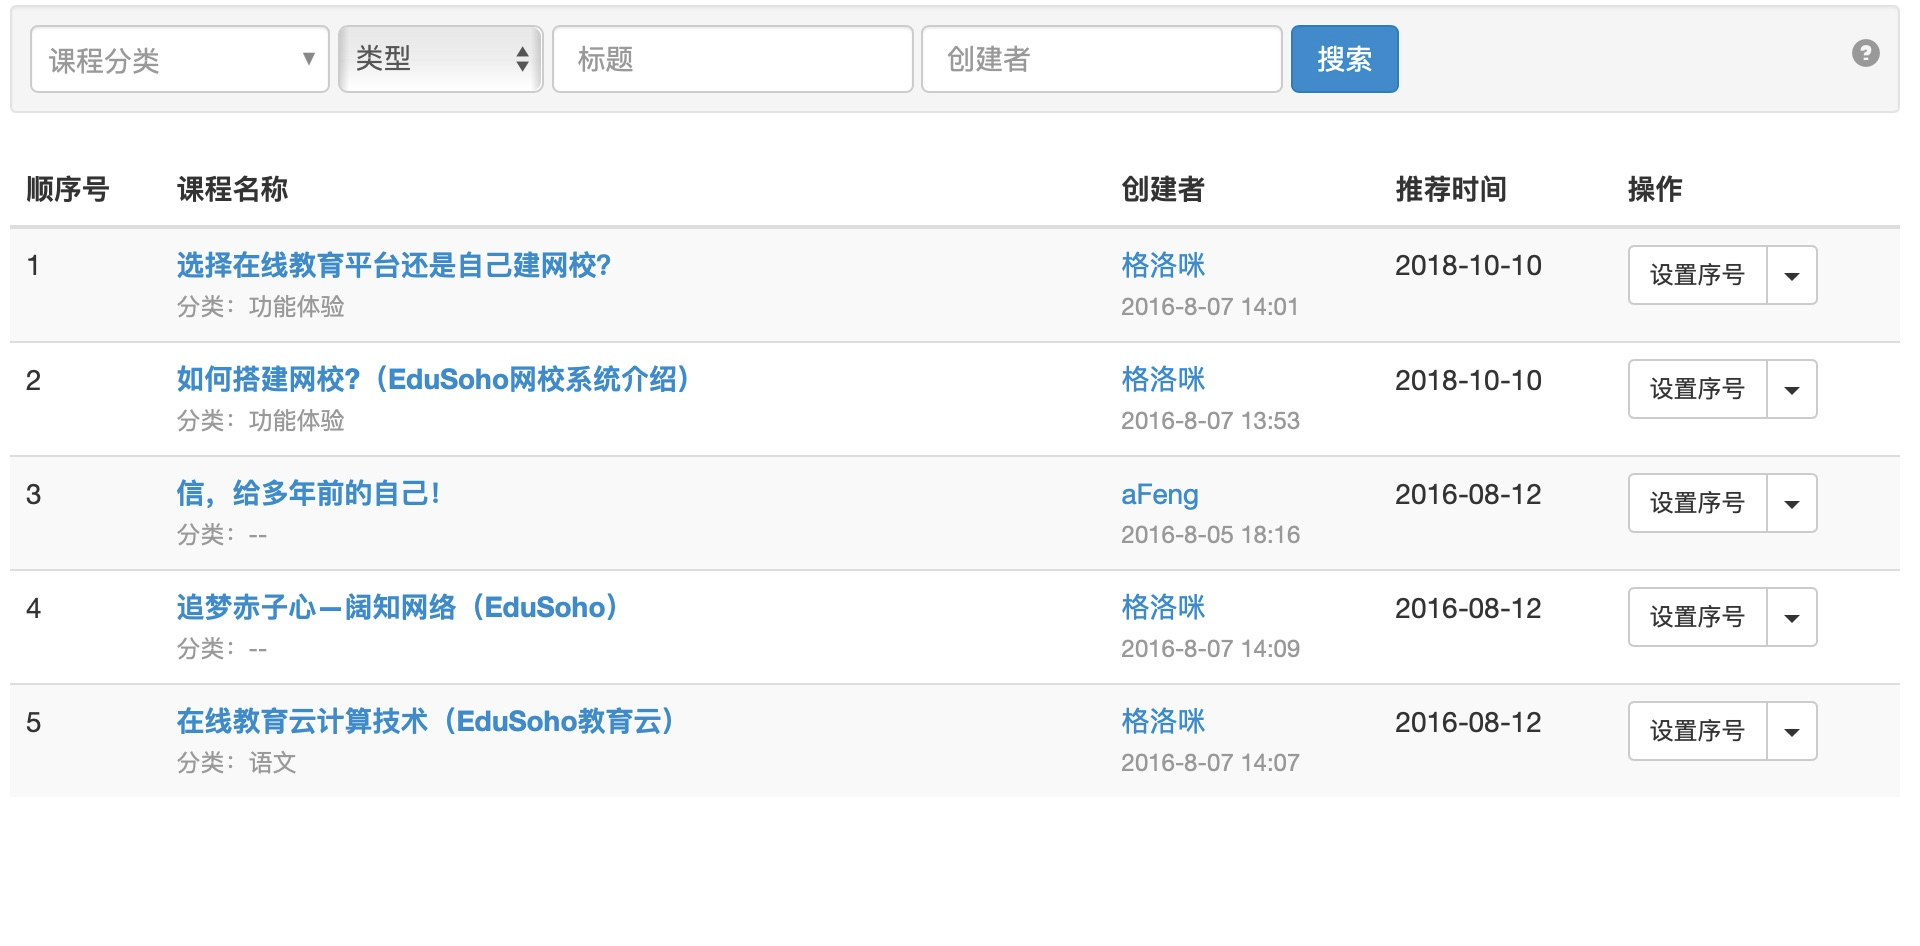 课程分类 类型 标题 创建者 搜索
顺序号 课程名称 创建者 推荐时间 操作
1 选择在线教育平台还是自己建网校? 格洛咪 2018-10-10 设置序号
分类：功能体验 2016-8-07 14:01
2 如何搭建网校?（EduSoho网校系统介绍） 格洛咪 2018-10-10 设置序号
分类：功能体验 2016-8-07 13:53
3 信，给多年前的自己! aFeng 2016-08-12 设置序号
分类：-- 2016-8-05 18:16
4 追梦赤子心—阔知网络（EduSoho） 格洛咪 2016-08-12 设置序号
分类：-- 2016-8-07 14:09
5 在线教育云计算技术（EduSoho教育云） 格洛咪 2016-08-12 设置序号
分类：语文 2016-8-07 14:07